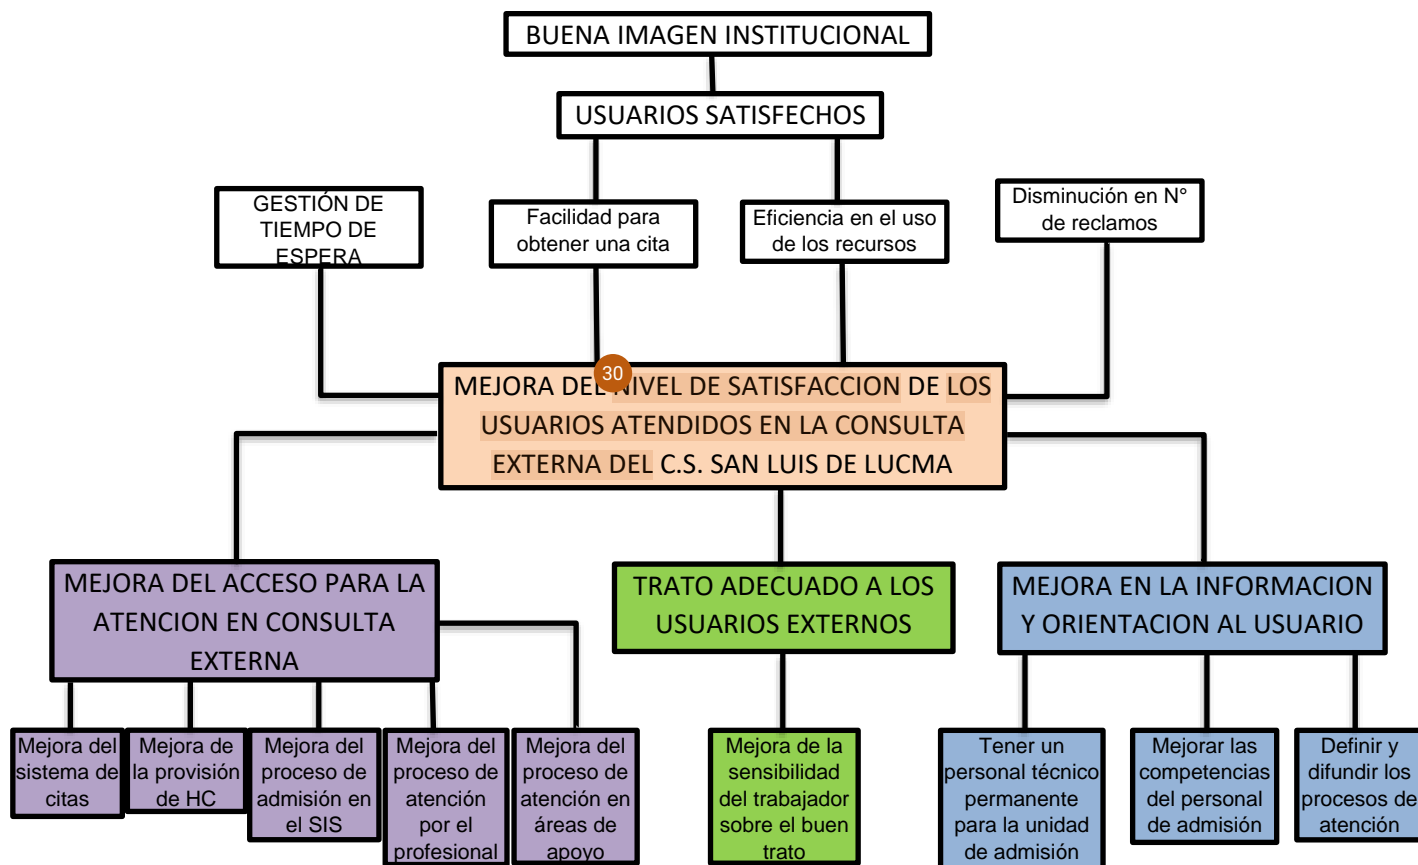 BUENA IMAGEN INSTITUCIONAL
USUARIOS SATISFECHOS
GESTIÓN DE
TIEMPO DE
ESPERA
Facilidad para
obtener una cita
Eficiencia en el uso
de los recursos
Disminución en N°
de reclamos
30
MEJORA DEL NIVEL DE SATISFACCION DE LOS
USUARIOS ATENDIDOS EN LA CONSULTA
EXTERNA DEL C.S. SAN LUIS DE LUCMA
MEJORA DEL ACCESO PARA LA
ATENCION EN CONSULTA
EXTERNA
TRATO ADECUADO A LOS
USUARIOS EXTERNOS
MEJORA EN LA INFORMACION
Y ORIENTACION AL USUARIO
Mejora del
sistema de
citas
Mejora de
la provisión
de HC
Mejora del
proceso de
admisión en
el SIS
Mejora del
proceso de
atención
por el
profesional
Mejora del
proceso de
atención en
áreas de
apoyo
Mejora de la
sensibilidad
del trabajador
sobre el buen
trato
Tener un
personal técnico
permanente
para la unidad
de admisión
Mejorar las
competencias
del personal
de admisión
Definir y
difundir los
procesos de
atención